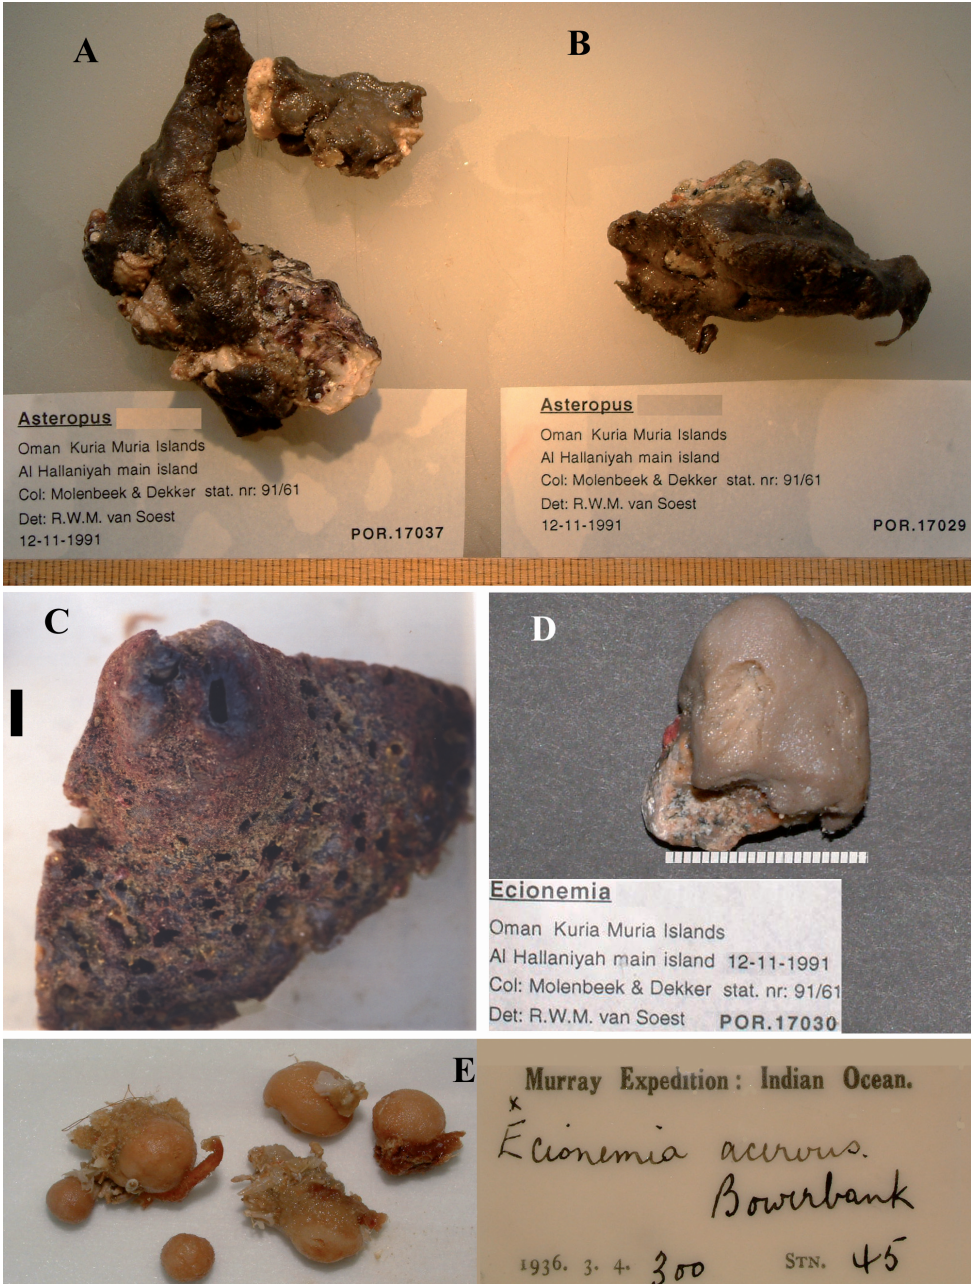 A
B
Asteropus
Oman Kuria Muria Islands
Al Hallaniyah main island
Col: Molenbeek & Dekker stat. nr: 91/61
Det: R.W.M. van Soest
12-11-1991
POR.17037
Asteropus
Oman Kuria Muria Islands
Al Hallaniyah main island
Col: Molenbeek & Dekker stat. nr: 91/61
Det: R.W.M. van Soest
12-11-1991
POR.17029
C
D
Ecionemia
Oman Kuria Muria Islands
Al Hallaniyah main island 12-11-1991
Col: Molenbeek & Dekker stat. nr: 91/61
Det: R.W.M. van Soest POR.17030
E
Murray Expedition: Indian Ocean.
x
Ecionemia acervus.
Bowerbank
1936. 3. 4. 300 STN. 45